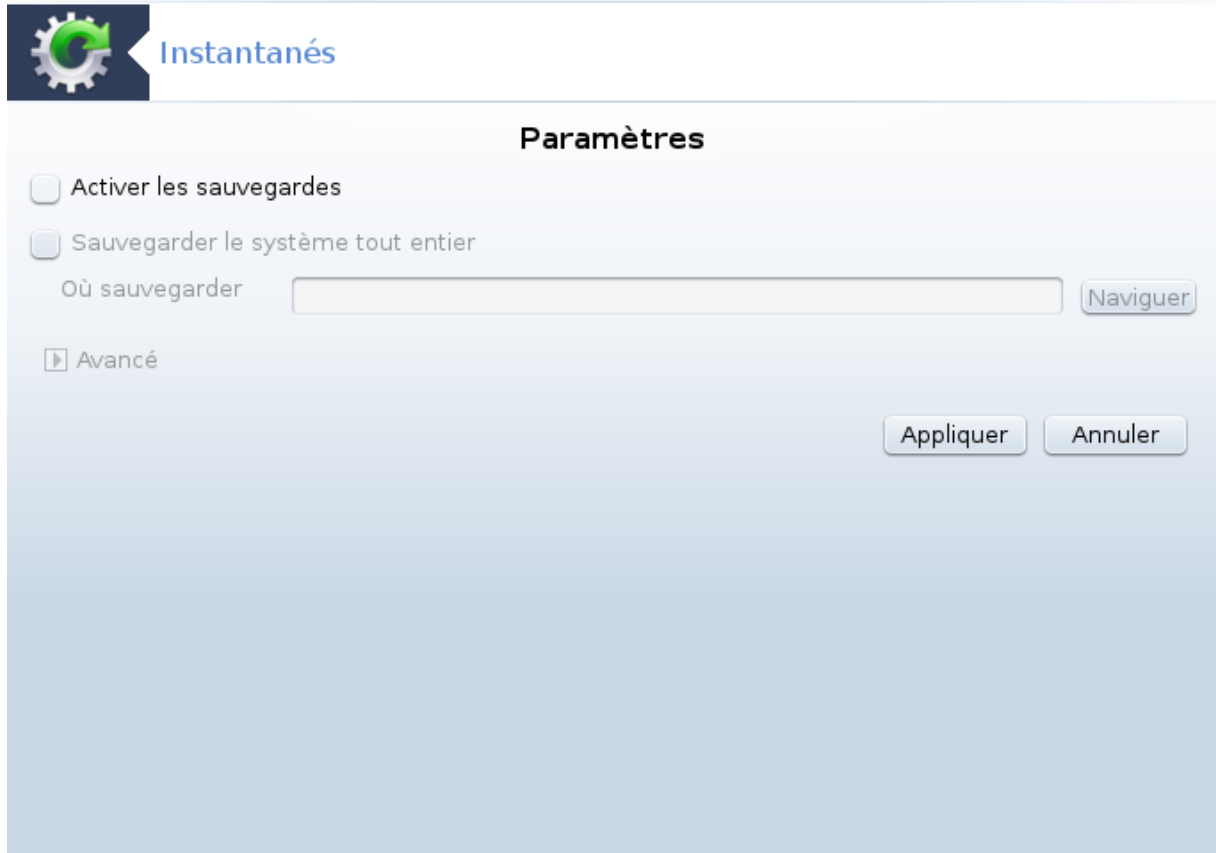 Instantanés
Paramètres
Activer les sauvegardes
Sauvegarder le système tout entier
Où sauvegarder
Naviguer
Avancé
Appliquer
Annuler